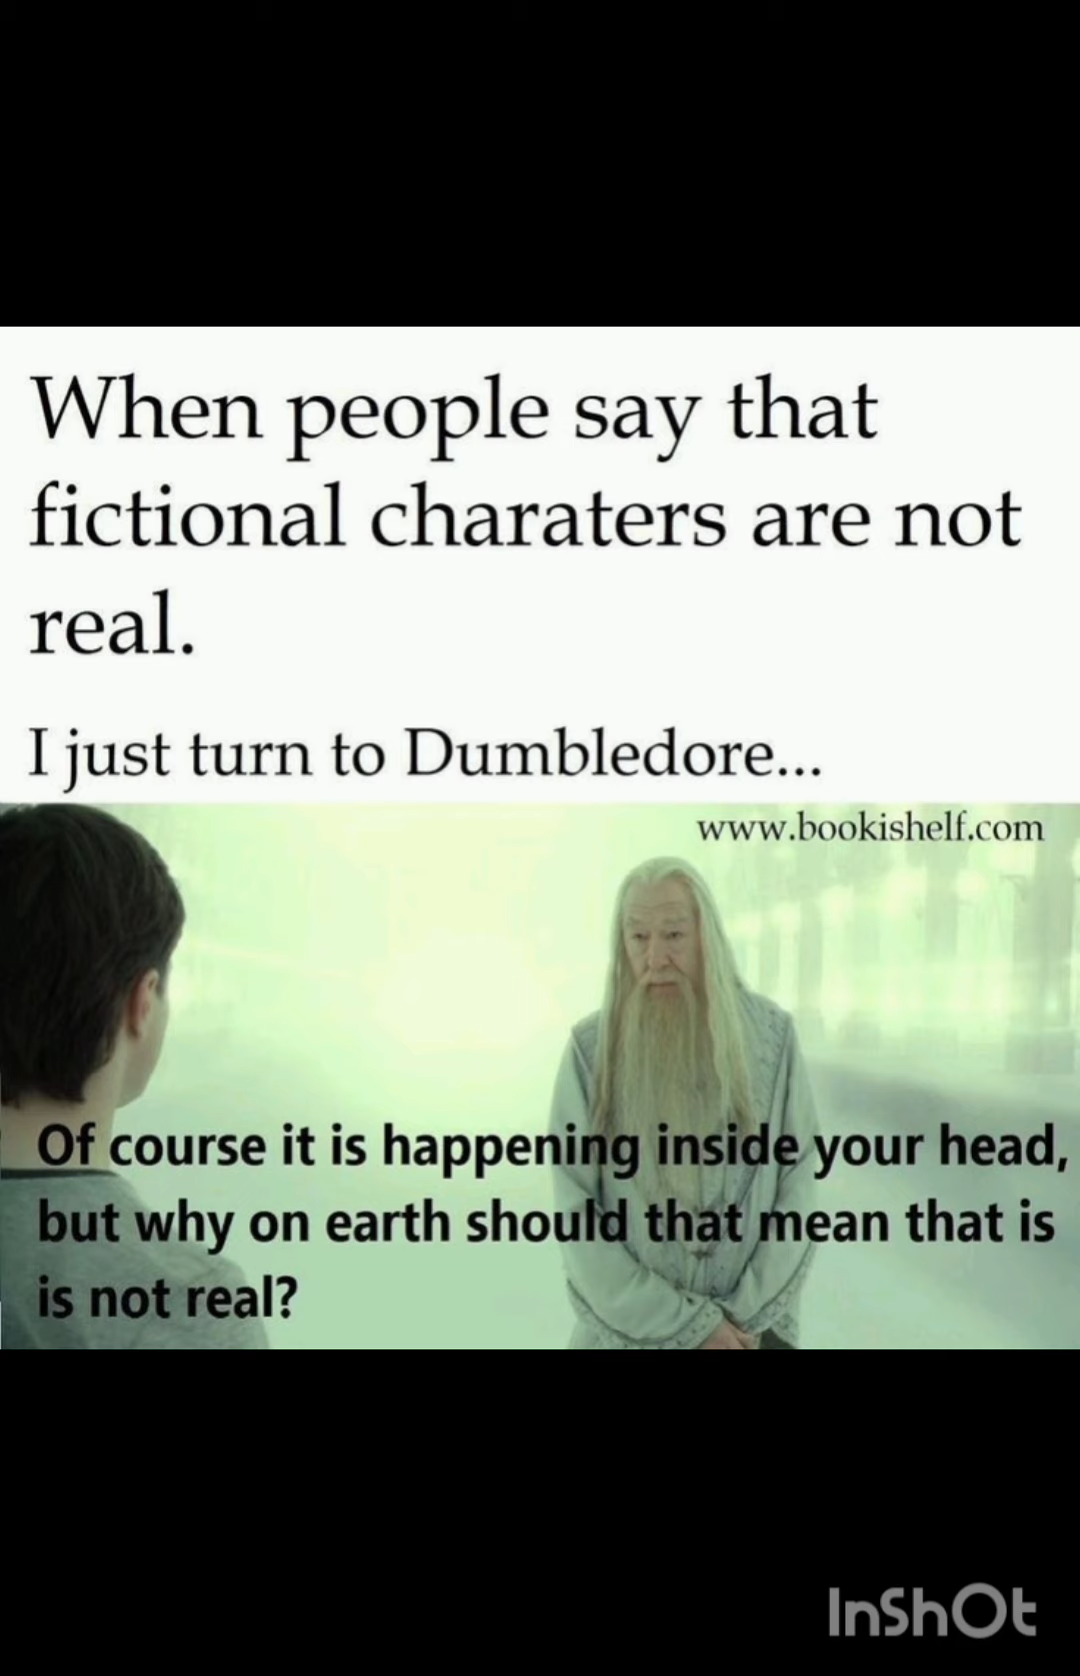 When people say that
fictional charaters are not
real.
I just turn to Dumbledore...
www.bookishelf.com
Of course it is happening inside your head,
but why on earth should that mean that is
is not real?
InShOt